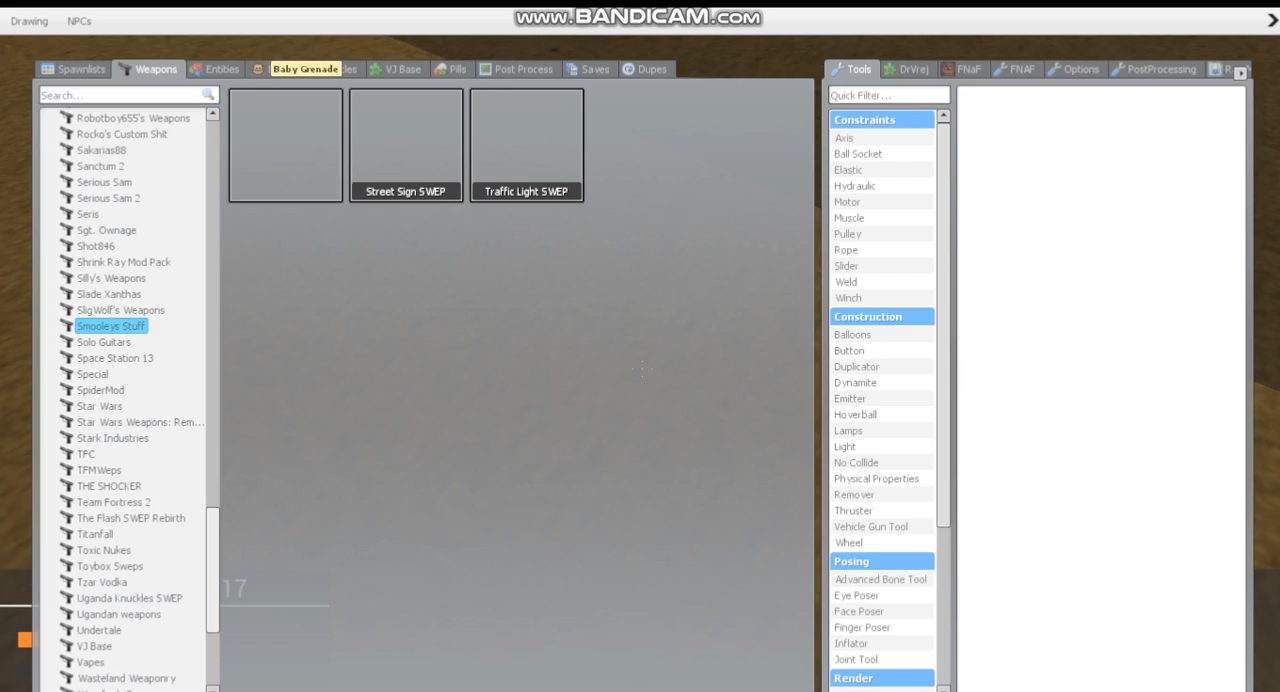 www.BANDICAM.com
Drawing NPCs
Spawnlists Weapons Entities Baby Grenade les VJ Base Pills Post Process Saves Dupes
Tools DrVrej FNaF FNAF Options PostProcessing
Search...
Robotboy655's Weapons
Rocko's Custom Shit
Sakarias88
Sanctum 2
Serious Sam
Serious Sam 2
Seris
Sgt. Ownage
Shot846
Shrink Ray Mod Pack
Silly's Weapons
Slade Xanthas
SligWolf's Weapons
Smooleys Stuff
Solo Guitars
Space Station 13
Special
SpiderMod
Star Wars
Star Wars Weapons: Rem...
Stark Industries
TFC
TFMWeps
THE SHOCKER
Team Fortress 2
The Flash SWEP Rebirth
Titanfall
Toxic Nukes
Toybox Sweps
Tzar Vodka
Uganda Knuckles SWEP
Ugandan weapons
Undertale
VJ Base
Vapes
Wasteland Weaponry
Street Sign SWEP
Traffic Light SWEP
17
Quick Filter...
Constraints
Axis
Ball Socket
Elastic
Hydraulic
Motor
Muscle
Pulley
Rope
Slider
Weld
Winch
Construction
Balloons
Button
Duplicator
Dynamite
Emitter
Hoverball
Lamps
Light
No Collide
Physical Properties
Remover
Thruster
Vehicle Gun Tool
Wheel
Posing
Advanced Bone Tool
Eye Poser
Face Poser
Finger Poser
Inflator
Joint Tool
Render